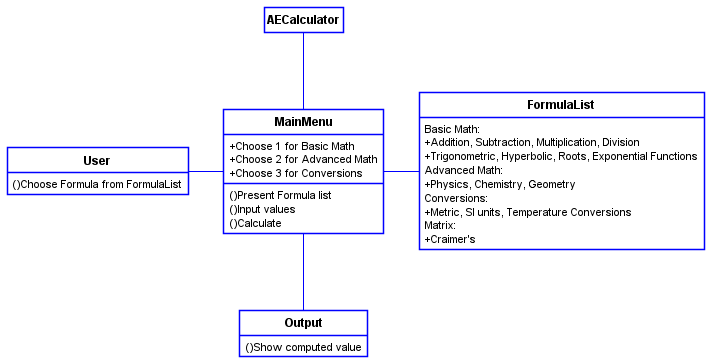 AECalculator
MainMenu
+Choose 1 for Basic Math
+Choose 2 for Advanced Math
+Choose 3 for Conversions
()Present Formula list
()Input values
()Calculate
User
()Choose Formula from FormulaList
FormulaList
Basic Math:
+Addition, Subtraction, Multiplication, Division
+Trigonometric, Hyperbolic, Roots, Exponential Functions
Advanced Math:
+Physics, Chemistry, Geometry
Conversions:
+Metric, SI units, Temperature Conversions
Matrix:
+Craimer's
Output
()Show computed value